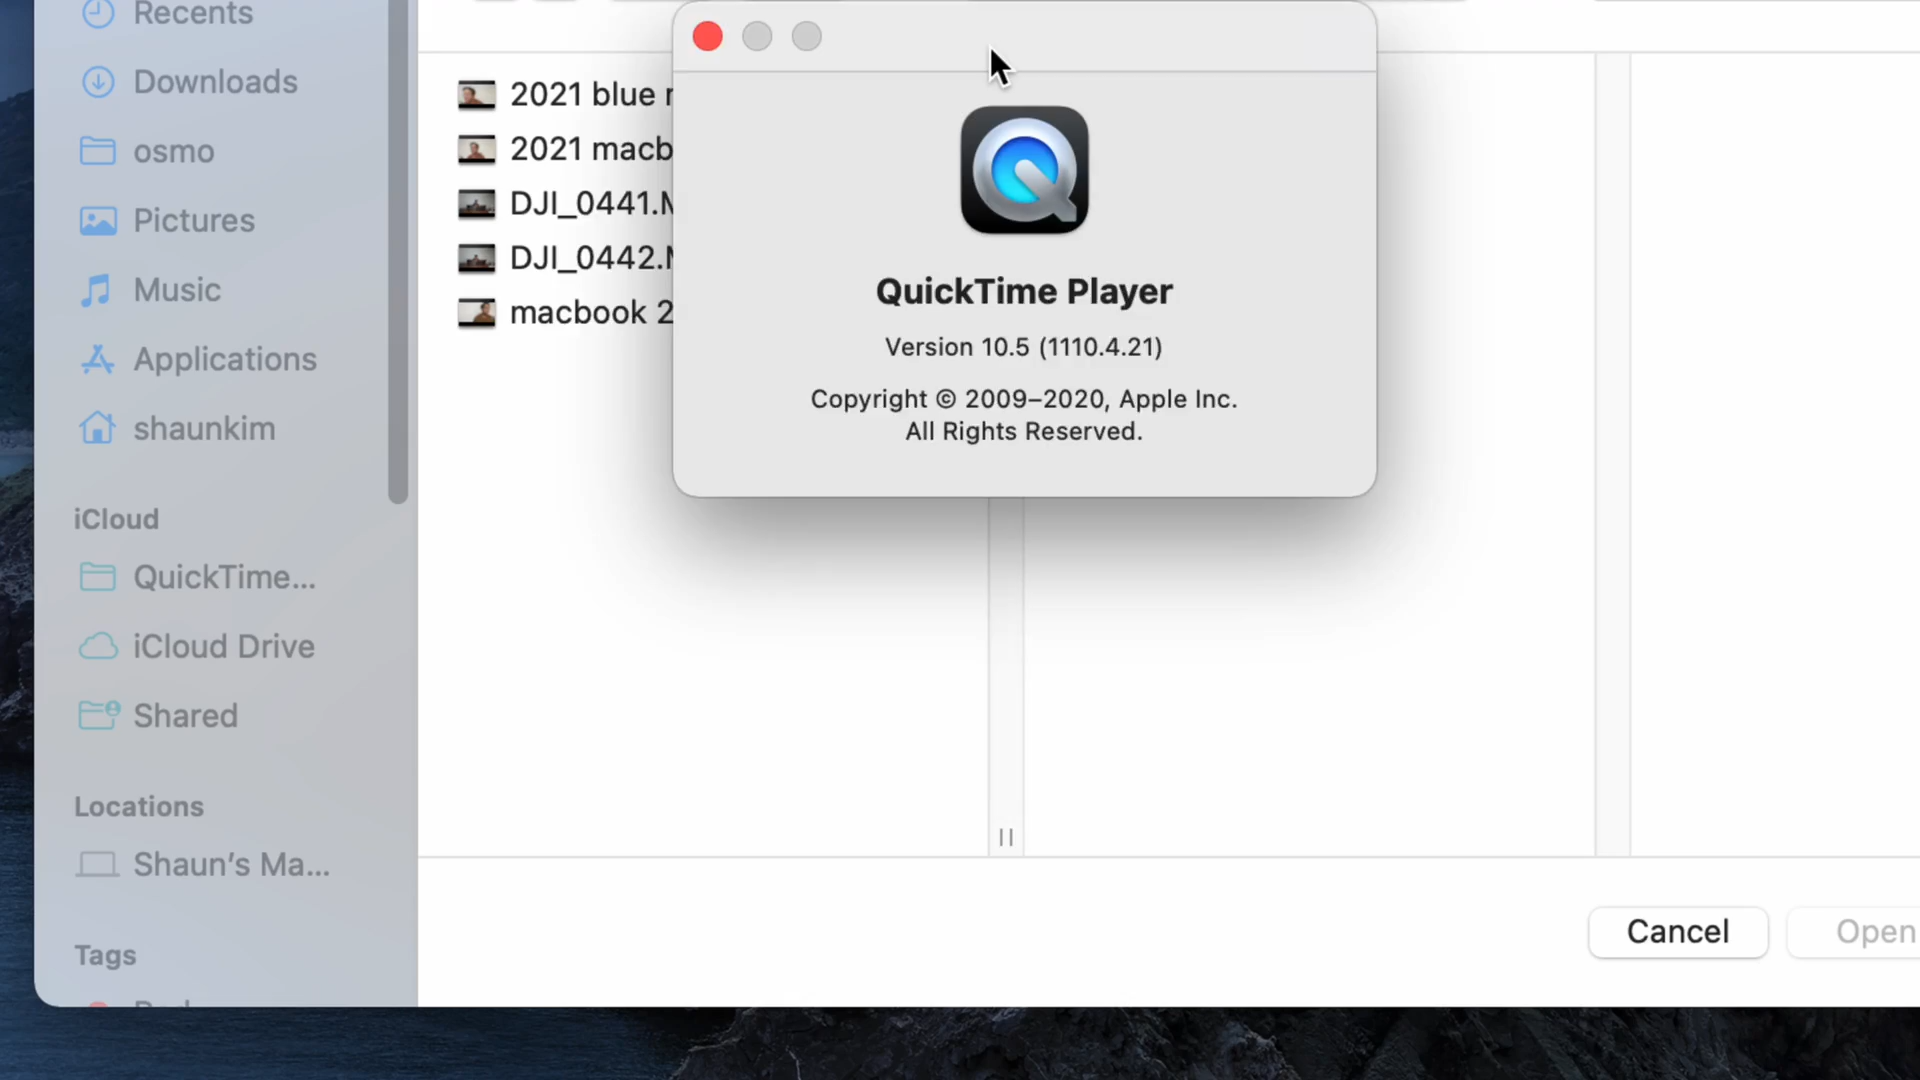 Recents
Downloads
osmo
Pictures
Music
Applications
shaunkim
iCloud
QuickTime...
iCloud Drive
Shared
Locations
Shaun's Ma...
Tags
2021 blue
2021 macb
DJI_0441.M
DJI_0442.M
macbook 2
QuickTime Player
Version 10.5 (1110.4.21)
Copyright © 2009–2020, Apple Inc.
All Rights Reserved.
Cancel
Open